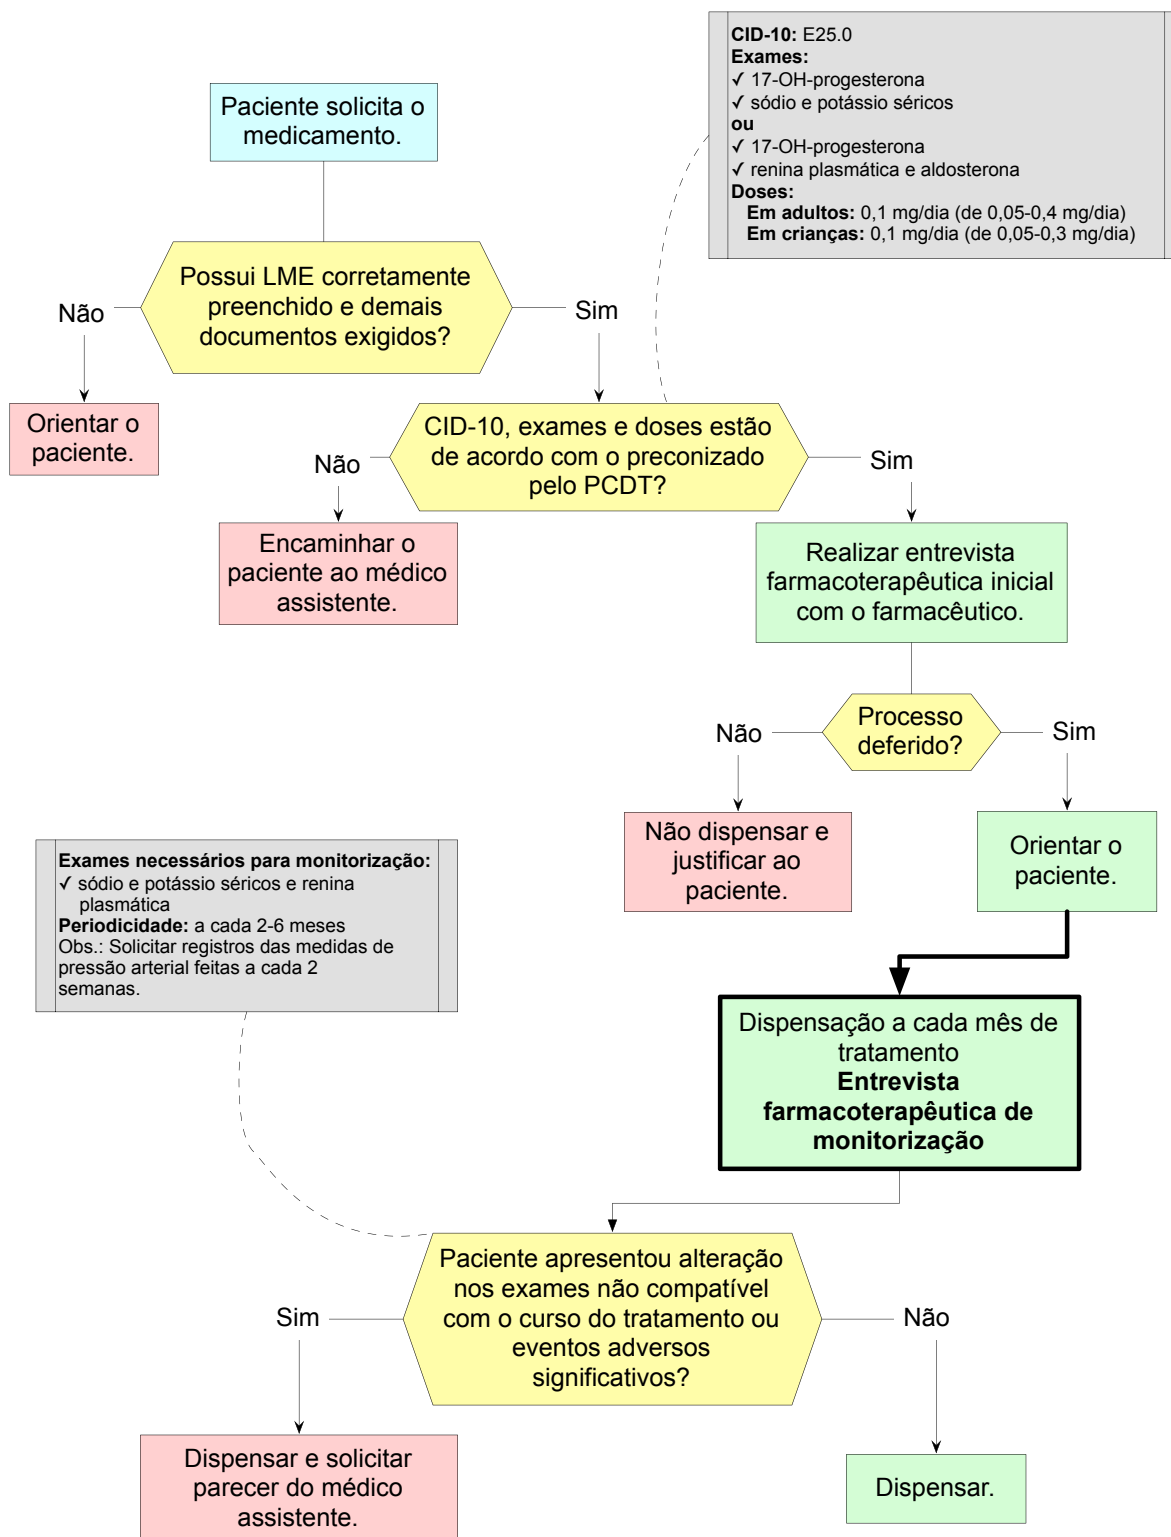 CID-10: E25.0
Exames:
✓ 17-OH-progesterona
✓ sódio e potássio séricos
ou
✓ 17-OH-progesterona
✓ renina plasmática e aldosterona
Doses:
Em adultos: 0,1 mg/dia (de 0,05-0,4 mg/dia)
Em crianças: 0,1 mg/dia (de 0,05-0,3 mg/dia)
Paciente solicita o
medicamento.
Possui LME corretamente
preenchido e demais
documentos exigidos?
Não
Sim
Orientar o
paciente.
CID-10, exames e doses estão
de acordo com o preconizado
pelo PCDT?
Não
Sim
Encaminhar o
paciente ao médico
assistente.
Realizar entrevista
farmacoterapêutica inicial
com o farmacêutico.
Processo
deferido?
Não
Sim
Não dispensar e
justificar ao
paciente.
Orientar o
paciente.
Exames necessários para monitorização:
✓ sódio e potássio séricos e renina
plasmática
Periodicidade: a cada 2-6 meses
Obs.: Solicitar registros das medidas de
pressão arterial feitas a cada 2
semanas.
Dispensação a cada mês de
tratamento
Entrevista
farmacoterapêutica de
monitorização
Paciente apresentou alteração
nos exames não compatível
com o curso do tratamento ou
eventos adversos
significativos?
Sim
Não
Dispensar e solicitar
parecer do médico
assistente.
Dispensar.